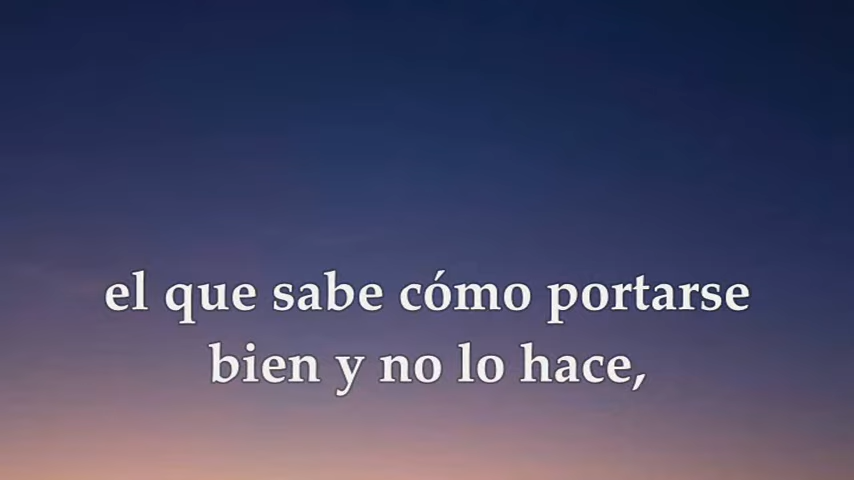 el que sabe cómo portarse
bien y no lo hace,